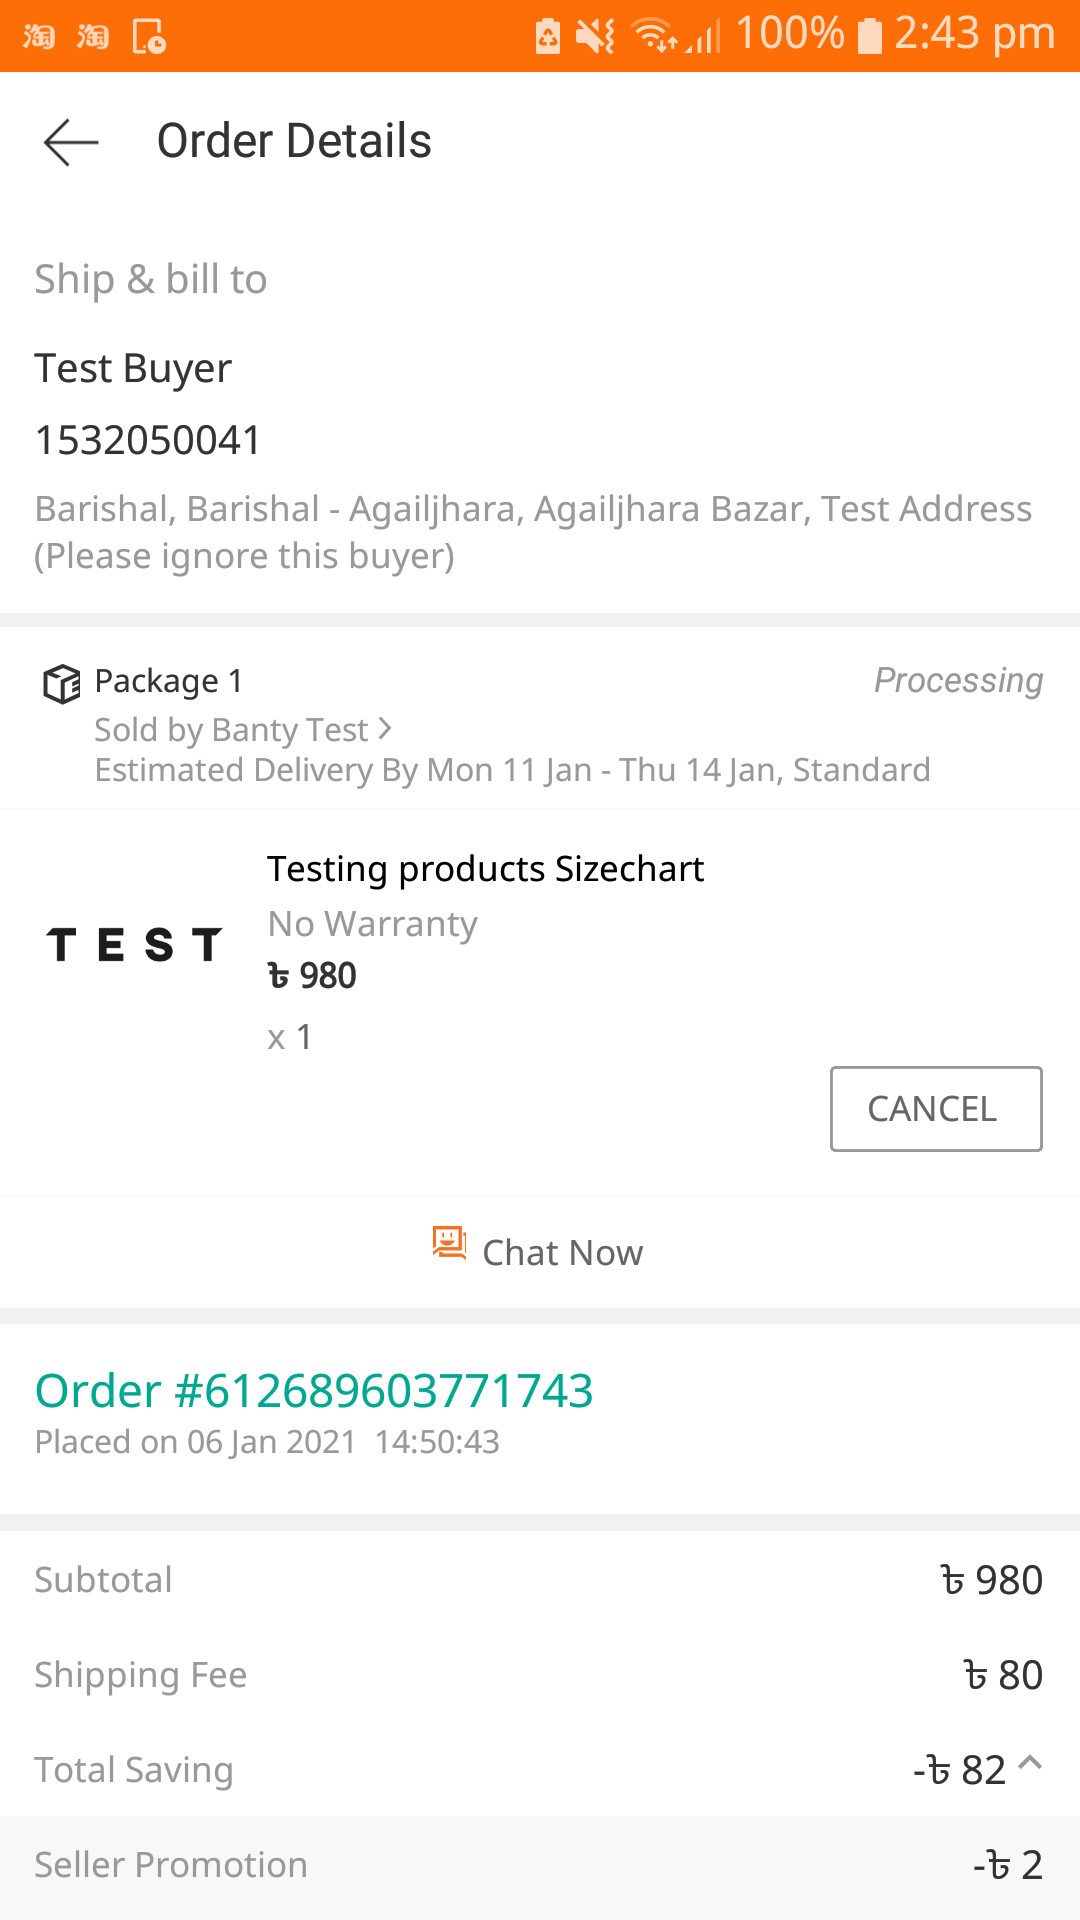 淘 淘 100% 2:43 pm
Order Details
Ship & bill to
Test Buyer
1532050041
Barishal, Barishal - Agailjhara, Agailjhara Bazar, Test Address
(Please ignore this buyer)
Package 1 Processing
Sold by Banty Test >
Estimated Delivery By Mon 11 Jan - Thu 14 Jan, Standard
Testing products Sizechart
No Warranty
TEST
৳ 980
x 1
CANCEL
Chat Now
Order #612689603771743
Placed on 06 Jan 2021 14:50:43
Subtotal ৳ 980
Shipping Fee ৳ 80
Total Saving -৳ 82
Seller Promotion -৳ 2